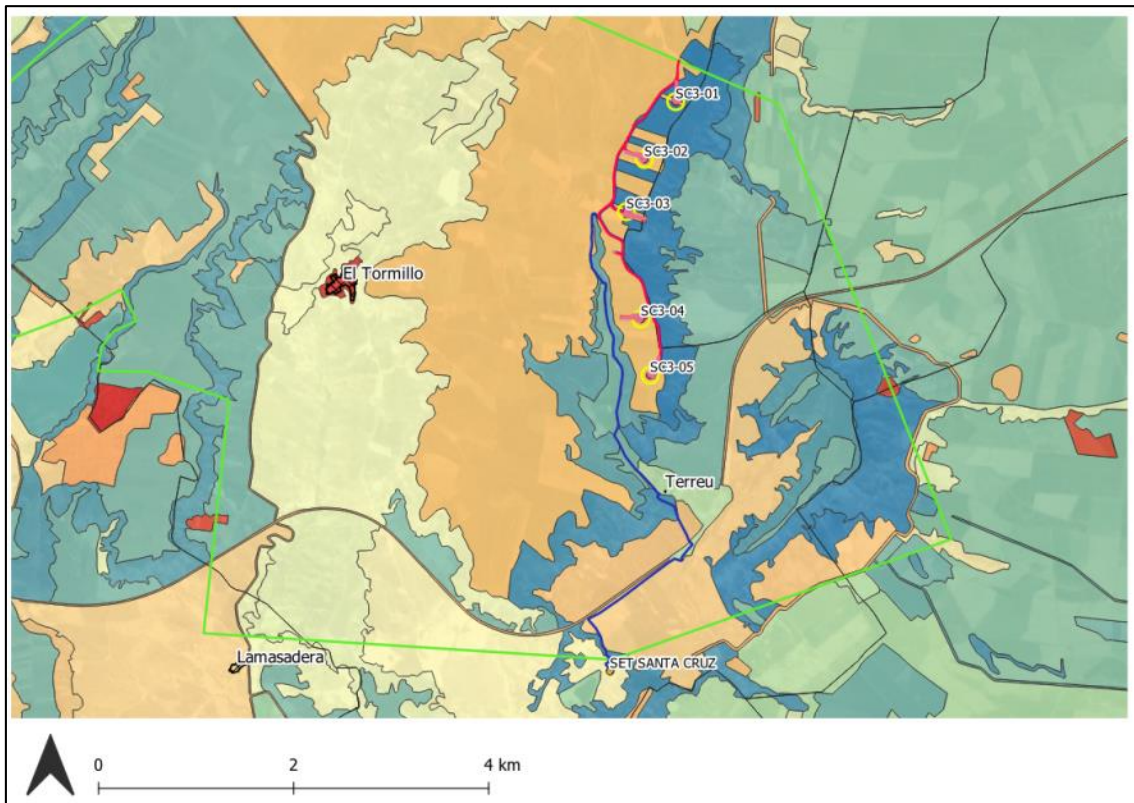 SC3-01
SC3-02
SC3-03
El Tormillo
SC3-04
SC3-05
Terreu
Lamasadera
SET SANTA CRUZ
0 2 4 km